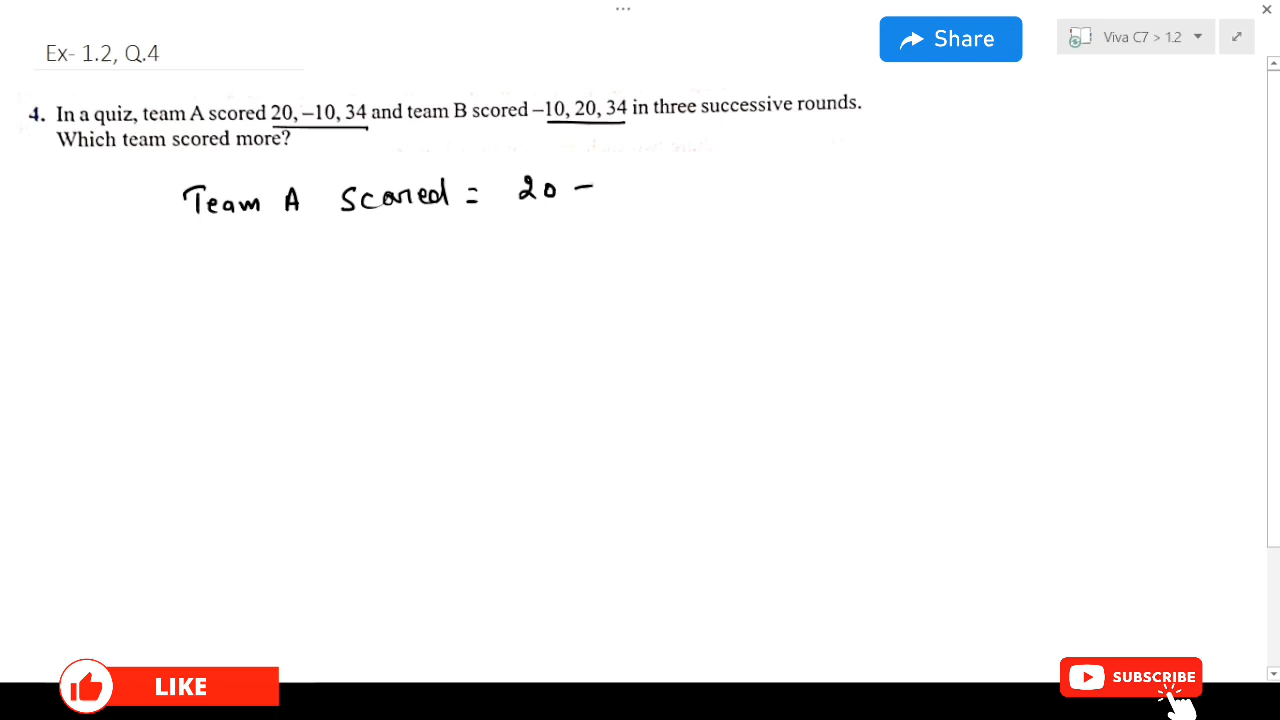 ...
Ex- 1.2, Q.4
Share
Viva C7 > 1.2
4. In a quiz, team A scored 20, –10, 34 and team B scored –10, 20, 34 in three successive rounds.
Which team scored more?
Team A Scored = 20 –
LIKE
SUBSCRIBE